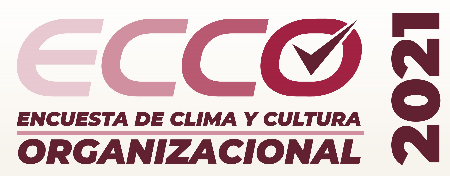 ECCO
ENCUESTA DE CLIMA Y CULTURA
ORGANIZACIONAL
2021